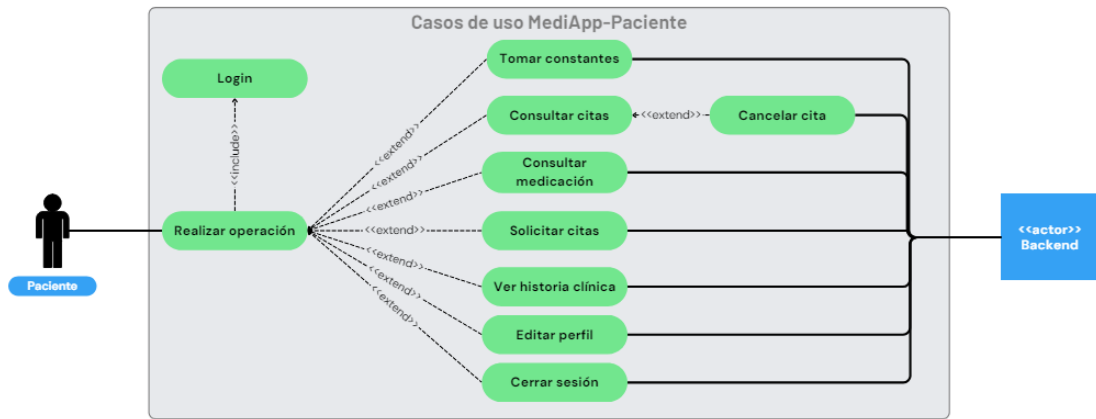 Casos de uso MediApp-Paciente
Tomar constantes
Login
Consultar citas
<<extend>>
Cancelar cita
<<extend>>
<<extend>>
<<include>>
Consultar
medicación
<<extend>>
Realizar operación
<<extend>>
Solicitar citas
<<actor>>
Backend
<<extend>>
Ver historia clínica
Paciente
<<extend>>
Editar perfil
<<extend>>
Cerrar sesión